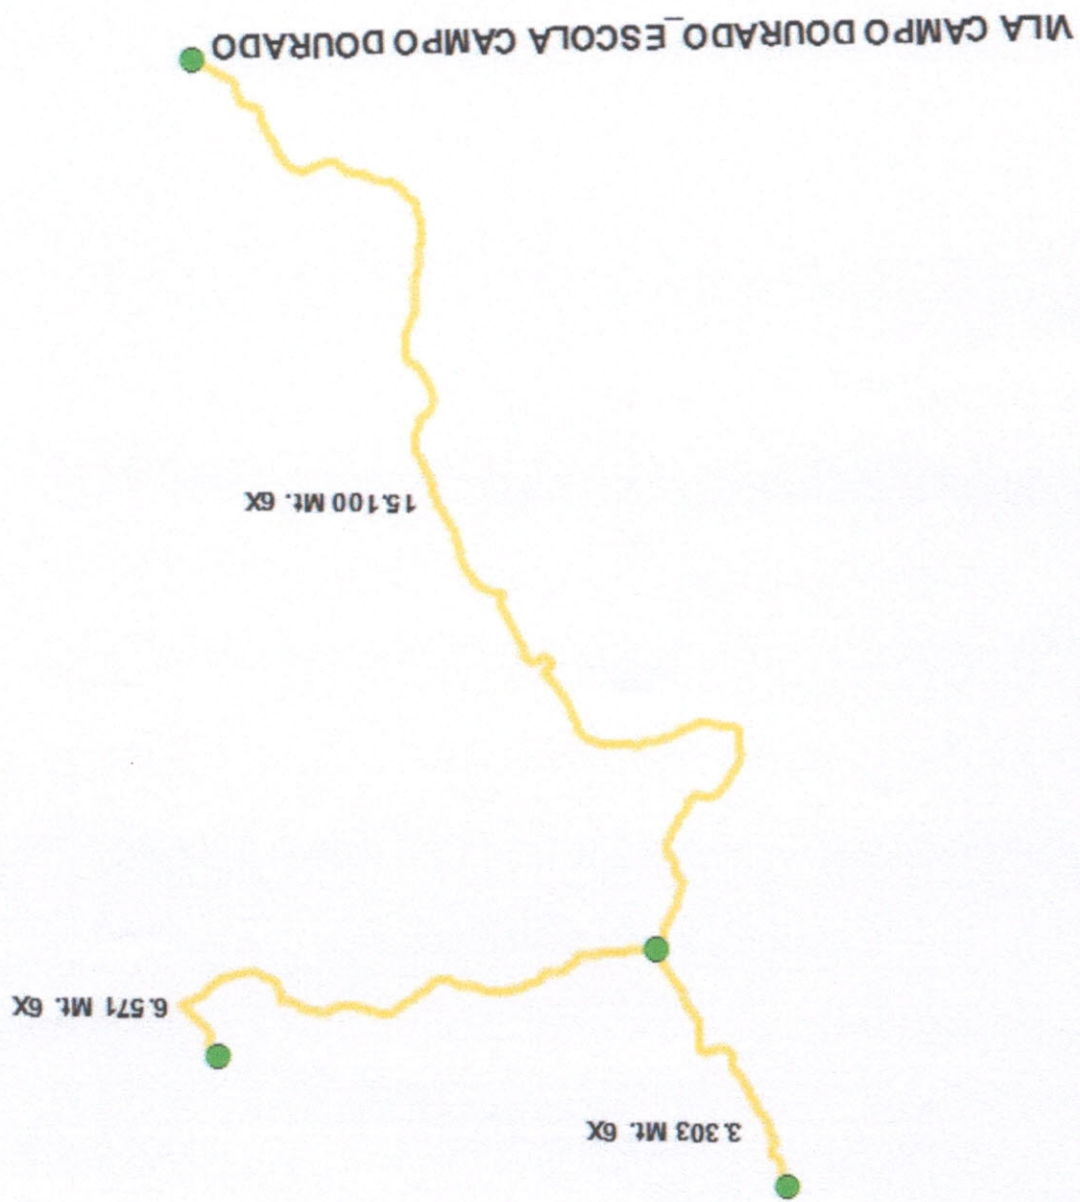 3.303 Mt. 6X
6.571 Mt. 6X
15.100 Mt. 6X
VILA CAMPO DOURADO_ESCOLA CAMPO DOURADO